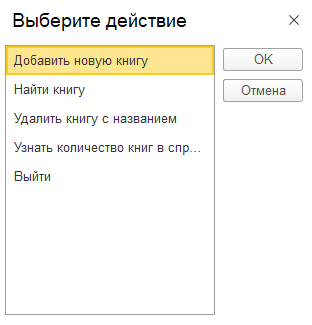 Выберите действие
Добавить новую книгу
OK
Найти книгу
Отмена
Удалить книгу с названием
Узнать количество книг в спр...
Выйти